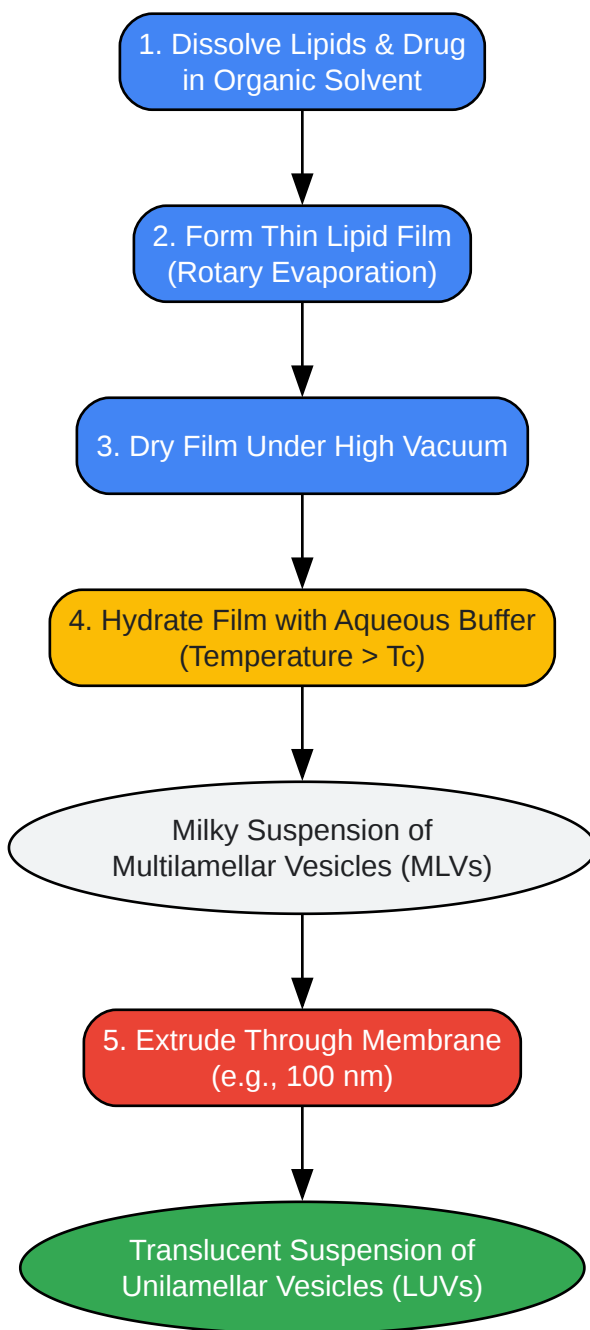 1. Dissolve Lipids & Drug
in Organic Solvent
2. Form Thin Lipid Film
(Rotary Evaporation)
3. Dry Film Under High Vacuum
4. Hydrate Film with Aqueous Buffer
(Temperature > Tc)
Milky Suspension of
Multilamellar Vesicles (MLVs)
5. Extrude Through Membrane
(e.g., 100 nm)
Translucent Suspension of
Unilamellar Vesicles (LUVs)